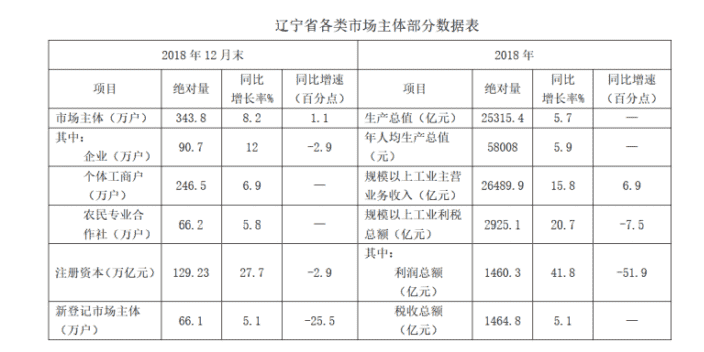 辽宁省各类市场主体部分数据表
2018 年 12 月末 2018 年
项目 绝对量 同比增长率% 同比增速（百分点） 项目 绝对量 同比增长率% 同比增速（百分点）
市场主体（万户） 343.8 8.2 1.1 生产总值（亿元） 25315.4 5.7 —
其中：企业（万户） 90.7 12 -2.9 年人均生产总值（元） 58008 5.9 —
个体工商户（万户） 246.5 6.9 — 规模以上工业主营业务收入（亿元） 26489.9 15.8 6.9
农民专业合作社（万户） 66.2 5.8 — 规模以上工业利税总额（亿元） 2925.1 20.7 -7.5
注册资本（万亿元） 129.23 27.7 -2.9 其中：利润总额（亿元） 1460.3 41.8 -51.9
新登记市场主体（万户） 66.1 5.1 -25.5 税收总额（亿元） 1464.8 5.1 —